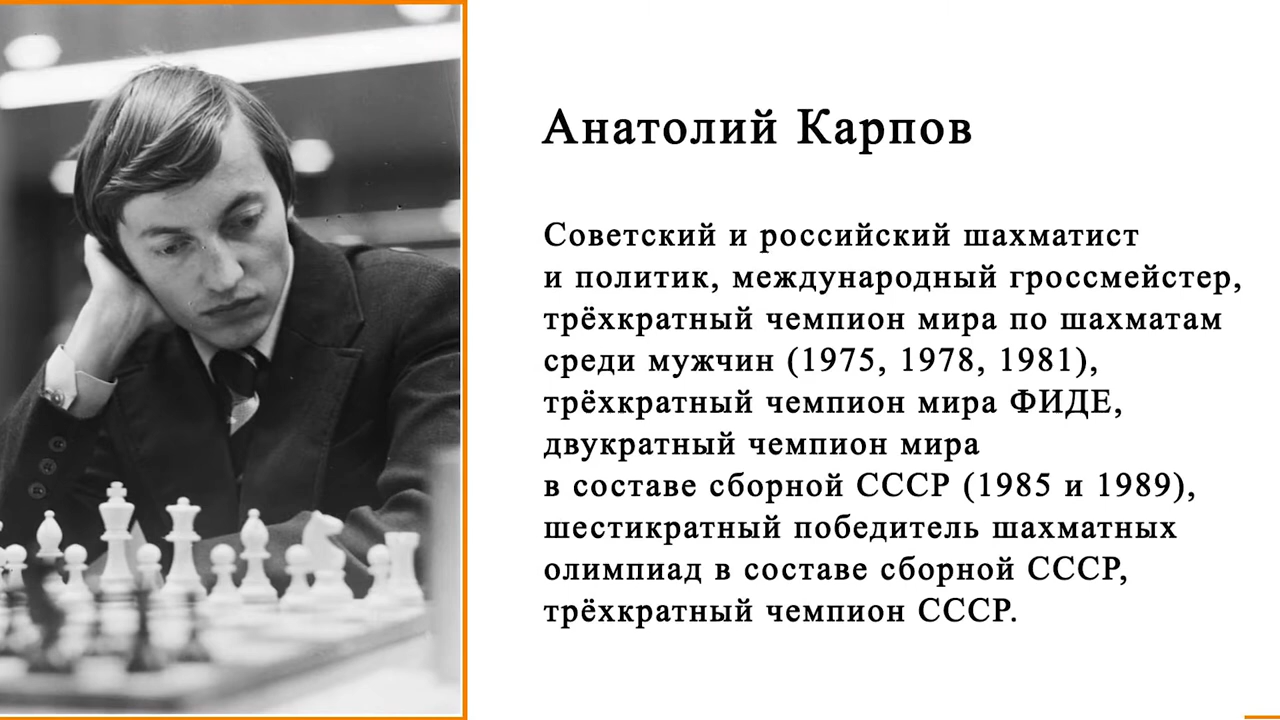 Анатолий Карпов
Советский и российский шахматист
и политик, международный гроссмейстер,
трёхкратный чемпион мира по шахматам
среди мужчин (1975, 1978, 1981),
трёхкратный чемпион мира ФИДЕ,
двукратный чемпион мира
в составе сборной СССР (1985 и 1989),
шестикратный победитель шахматных
олимпиад в составе сборной СССР,
трёхкратный чемпион СССР.